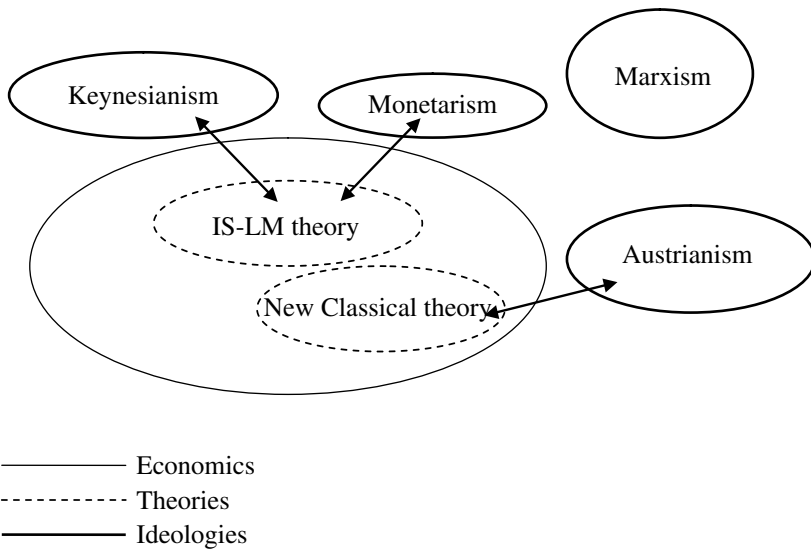 Keynesianism
Monetarism
Marxism
IS-LM theory
Austrianism
New Classical theory
Economics
Theories
Ideologies